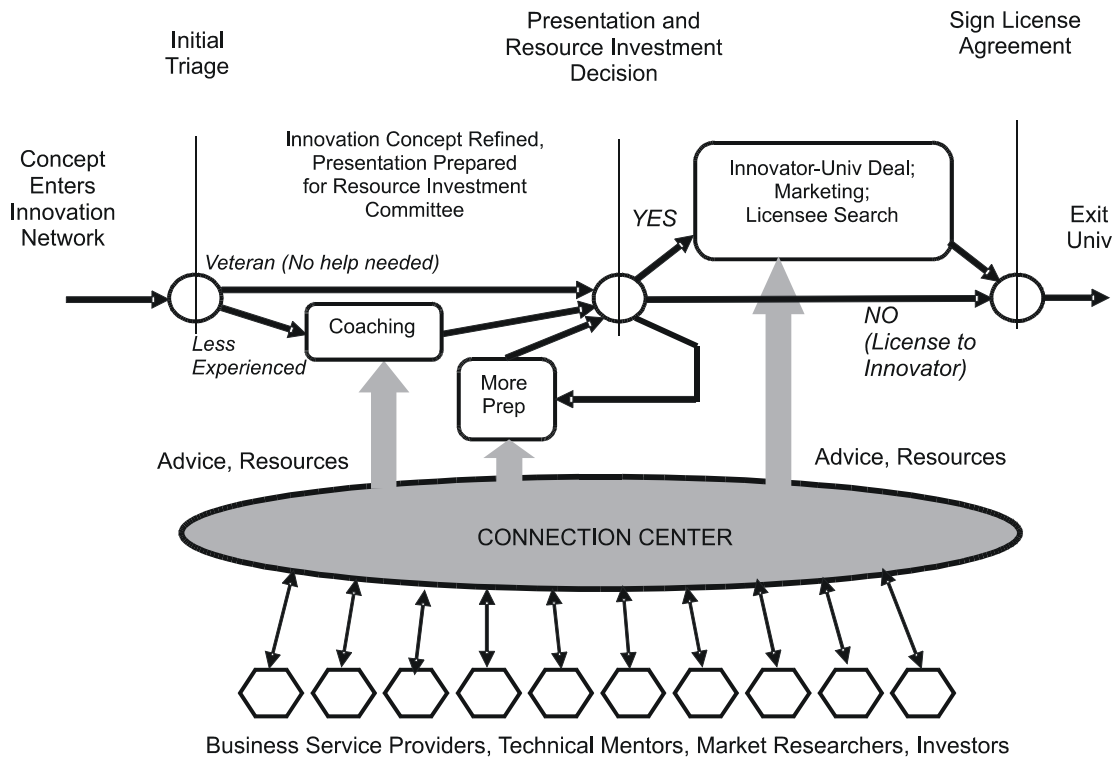 Initial
Triage
Presentation and
Resource Investment
Decision
Sign License
Agreement
Concept
Enters
Innovation
Network
Innovation Concept Refined,
Presentation Prepared
for Resource Investment
Committee
YES
Innovator-Univ Deal;
Marketing;
Licensee Search
Exit
Univ
Veteran (No help needed)
Less
Experienced
Coaching
More
Prep
NO
(License to
Innovator)
Advice, Resources
Advice, Resources
CONNECTION CENTER
Business Service Providers, Technical Mentors, Market Researchers, Investors